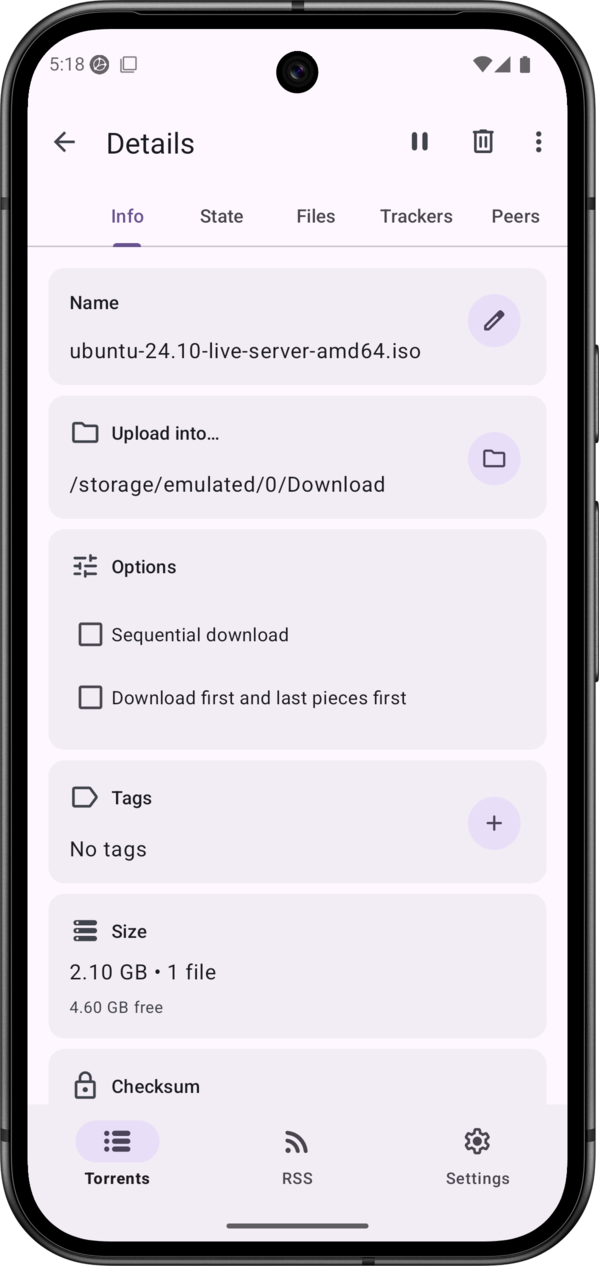 5:18
Details
Info State Files Trackers Peers
Name
ubuntu-24.10-live-server-amd64.iso
Upload into…
/storage/emulated/0/Download
Options
Sequential download
Download first and last pieces first
Tags
No tags
Size
2.10 GB • 1 file
4.60 GB free
Checksum
Torrents RSS Settings